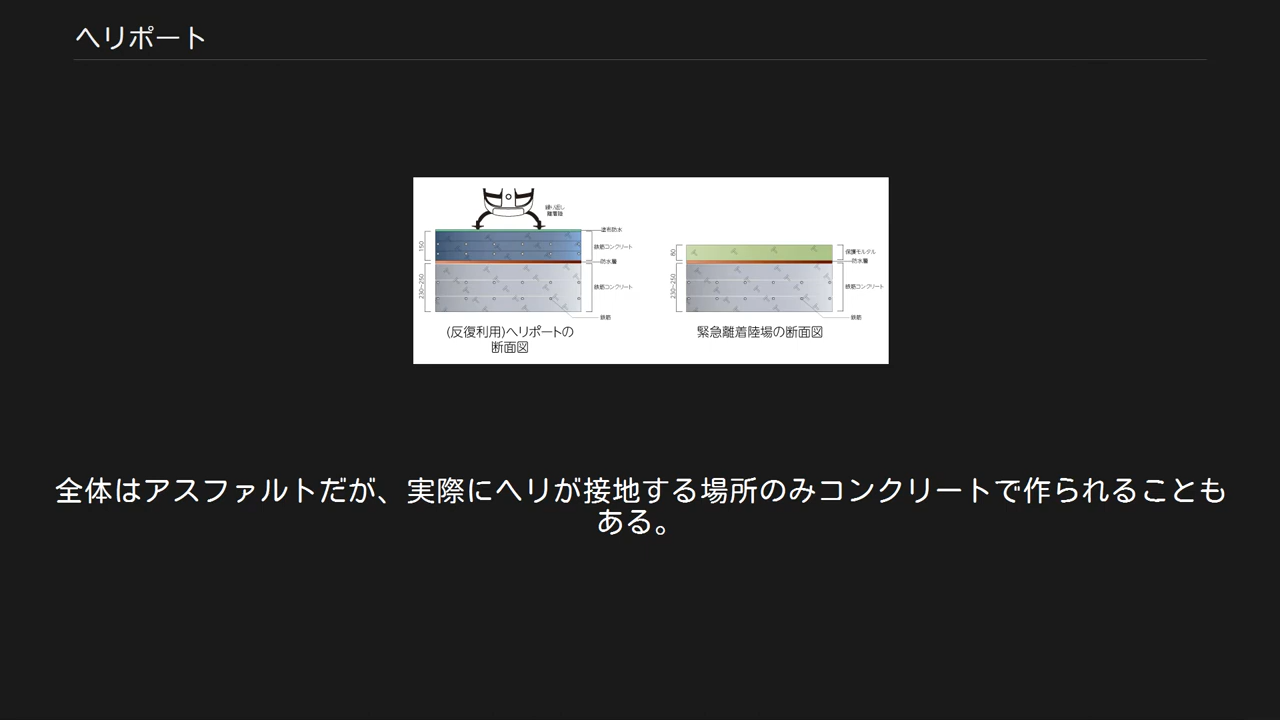 ヘリポート
繰り返し
離着陸
塗布防水
150
鉄筋コンクリート
防水層
230~250
鉄筋コンクリート
鉄筋
(反復利用)ヘリポートの
断面図
80
保護モルタル
防水層
230~250
鉄筋コンクリート
鉄筋
緊急離着陸場の断面図
全体はアスファルトだが、実際にヘリが接地する場所のみコンクリートで作られることも
ある。